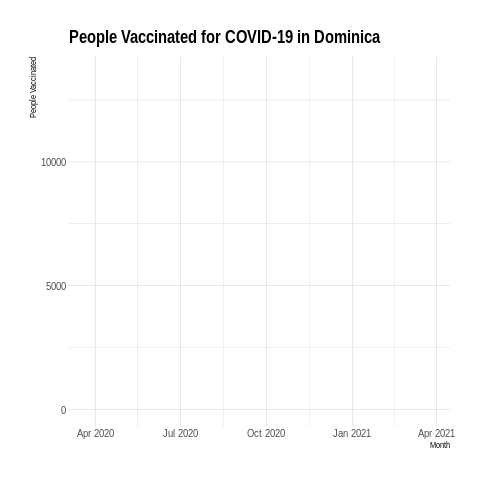 People Vaccinated for COVID-19 in Dominica
People Vaccinated
10000
5000
0
Apr 2020 Jul 2020 Oct 2020 Jan 2021 Apr 2021
Month